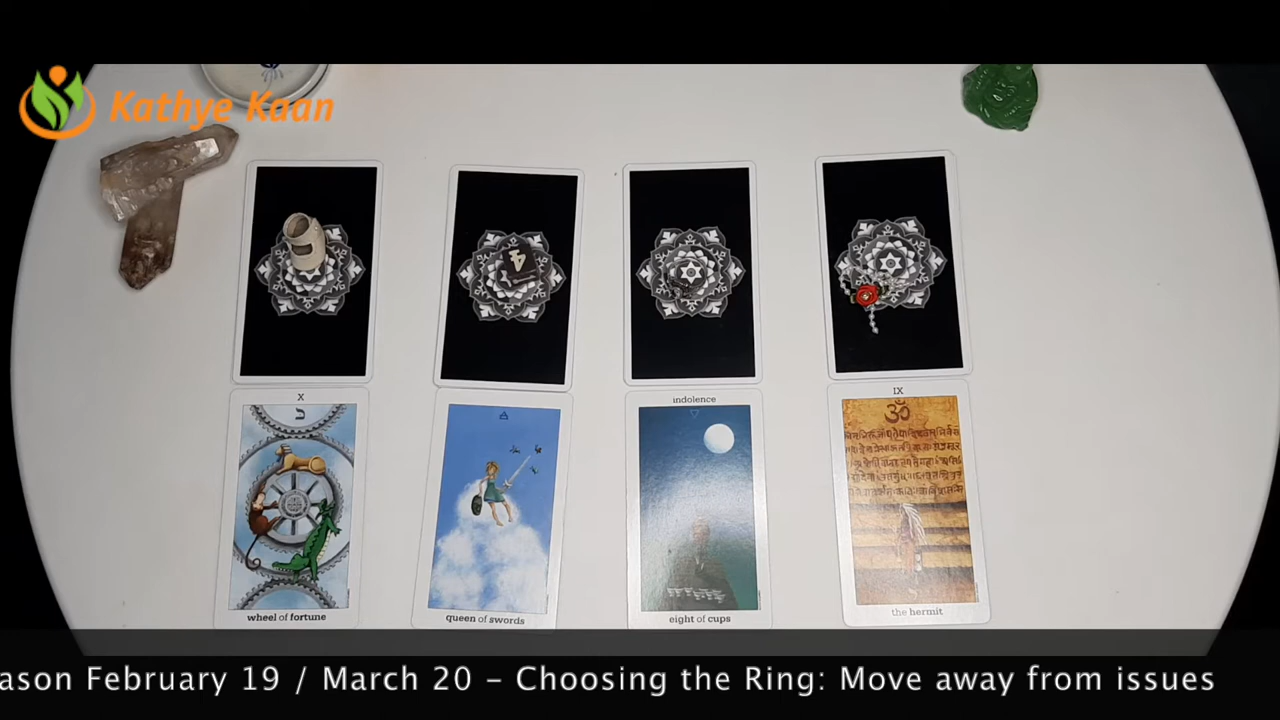 Kathye Kaan
X
indolence
IX
ॐ
wheel of fortune
queen of swords
eight of cups
the hermit
ason February 19 / March 20 – Choosing the Ring: Move away from issues